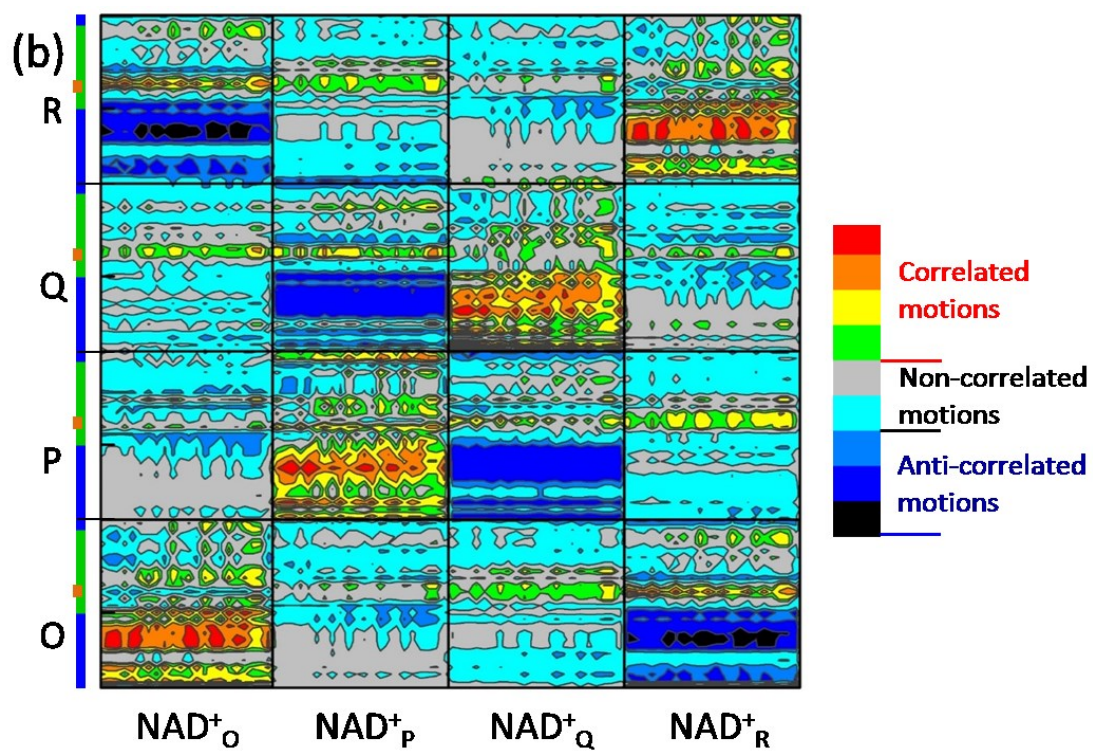 (b)
R
Q
P
O
Correlated
motions
Non-correlated
motions
Anti-correlated
motions
NAD⁺O NAD⁺P NAD⁺Q NAD⁺R